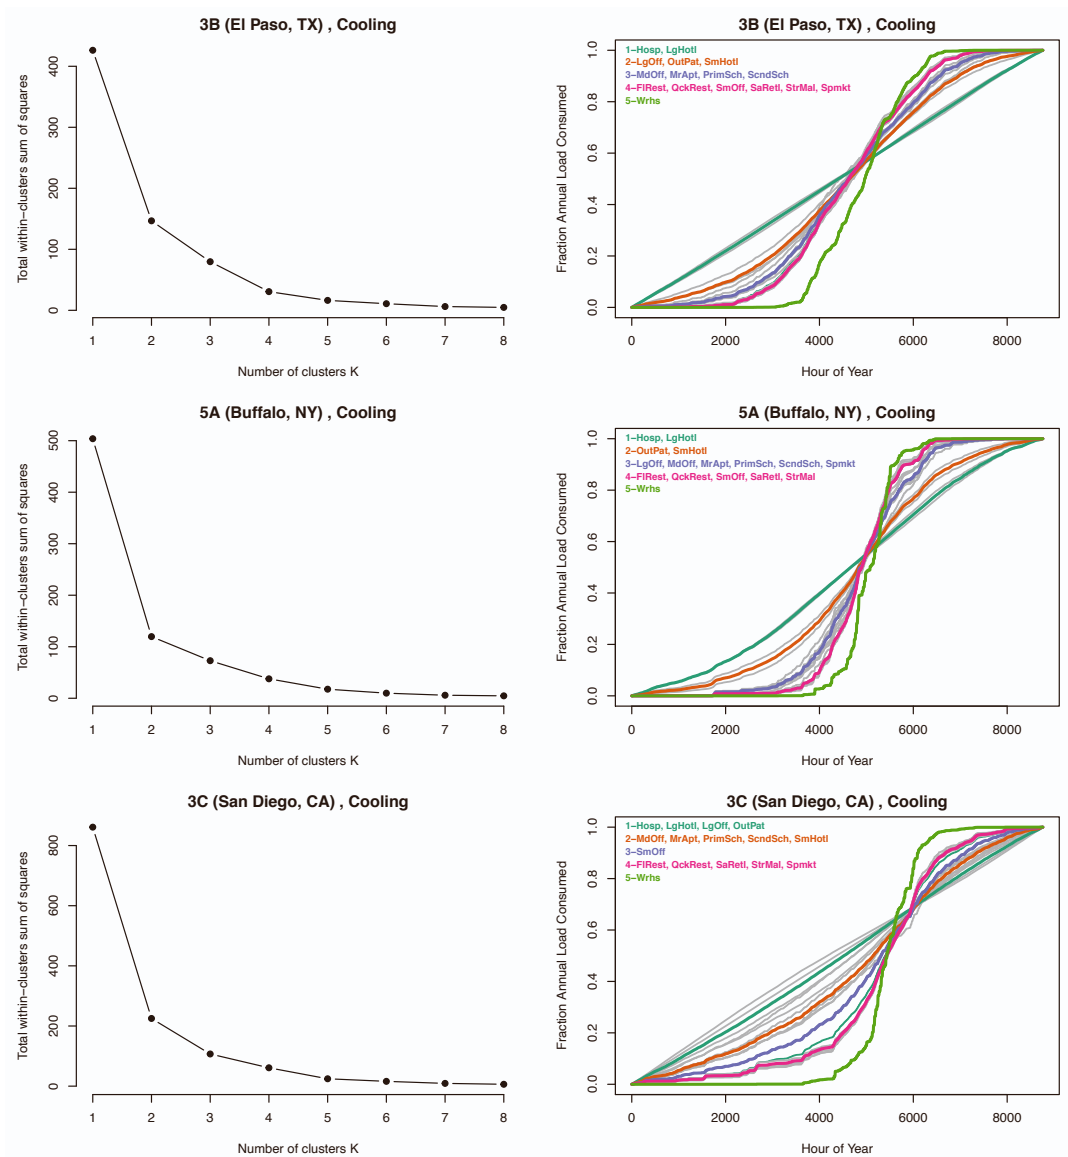 3B (El Paso, TX) , Cooling
Total within−clusters sum of squares
0
100
200
300
400
1 2 3 4 5 6 7 8
Number of clusters K
3B (El Paso, TX) , Cooling
Fraction Annual Load Consumed
0.0
0.2
0.4
0.6
0.8
1.0
1−Hosp, LgHotl
2−LgOff, OutPat, SmHotl
3−MdOff, MrApt, PrimSch, ScndSch
4−FlRest, QckRest, SmOff, SaRetl, StrMal, Spmkt
5−Wrhs
0 2000 4000 6000 8000
Hour of Year
5A (Buffalo, NY) , Cooling
Total within−clusters sum of squares
0
100
200
300
400
500
1 2 3 4 5 6 7 8
Number of clusters K
5A (Buffalo, NY) , Cooling
Fraction Annual Load Consumed
0.0
0.2
0.4
0.6
0.8
1.0
1−Hosp, LgHotl
2−OutPat, SmHotl
3−LgOff, MdOff, MrApt, PrimSch, ScndSch, Spmkt
4−FlRest, QckRest, SmOff, SaRetl, StrMal
5−Wrhs
0 2000 4000 6000 8000
Hour of Year
3C (San Diego, CA) , Cooling
Total within−clusters sum of squares
0
200
400
600
800
1 2 3 4 5 6 7 8
Number of clusters K
3C (San Diego, CA) , Cooling
Fraction Annual Load Consumed
0.0
0.2
0.4
0.6
0.8
1.0
1−Hosp, LgHotl, LgOff, OutPat
2−MdOff, MrApt, PrimSch, ScndSch, SmHotl
3−SmOff
4−FlRest, QckRest, SaRetl, StrMal, Spmkt
5−Wrhs
0 2000 4000 6000 8000
Hour of Year